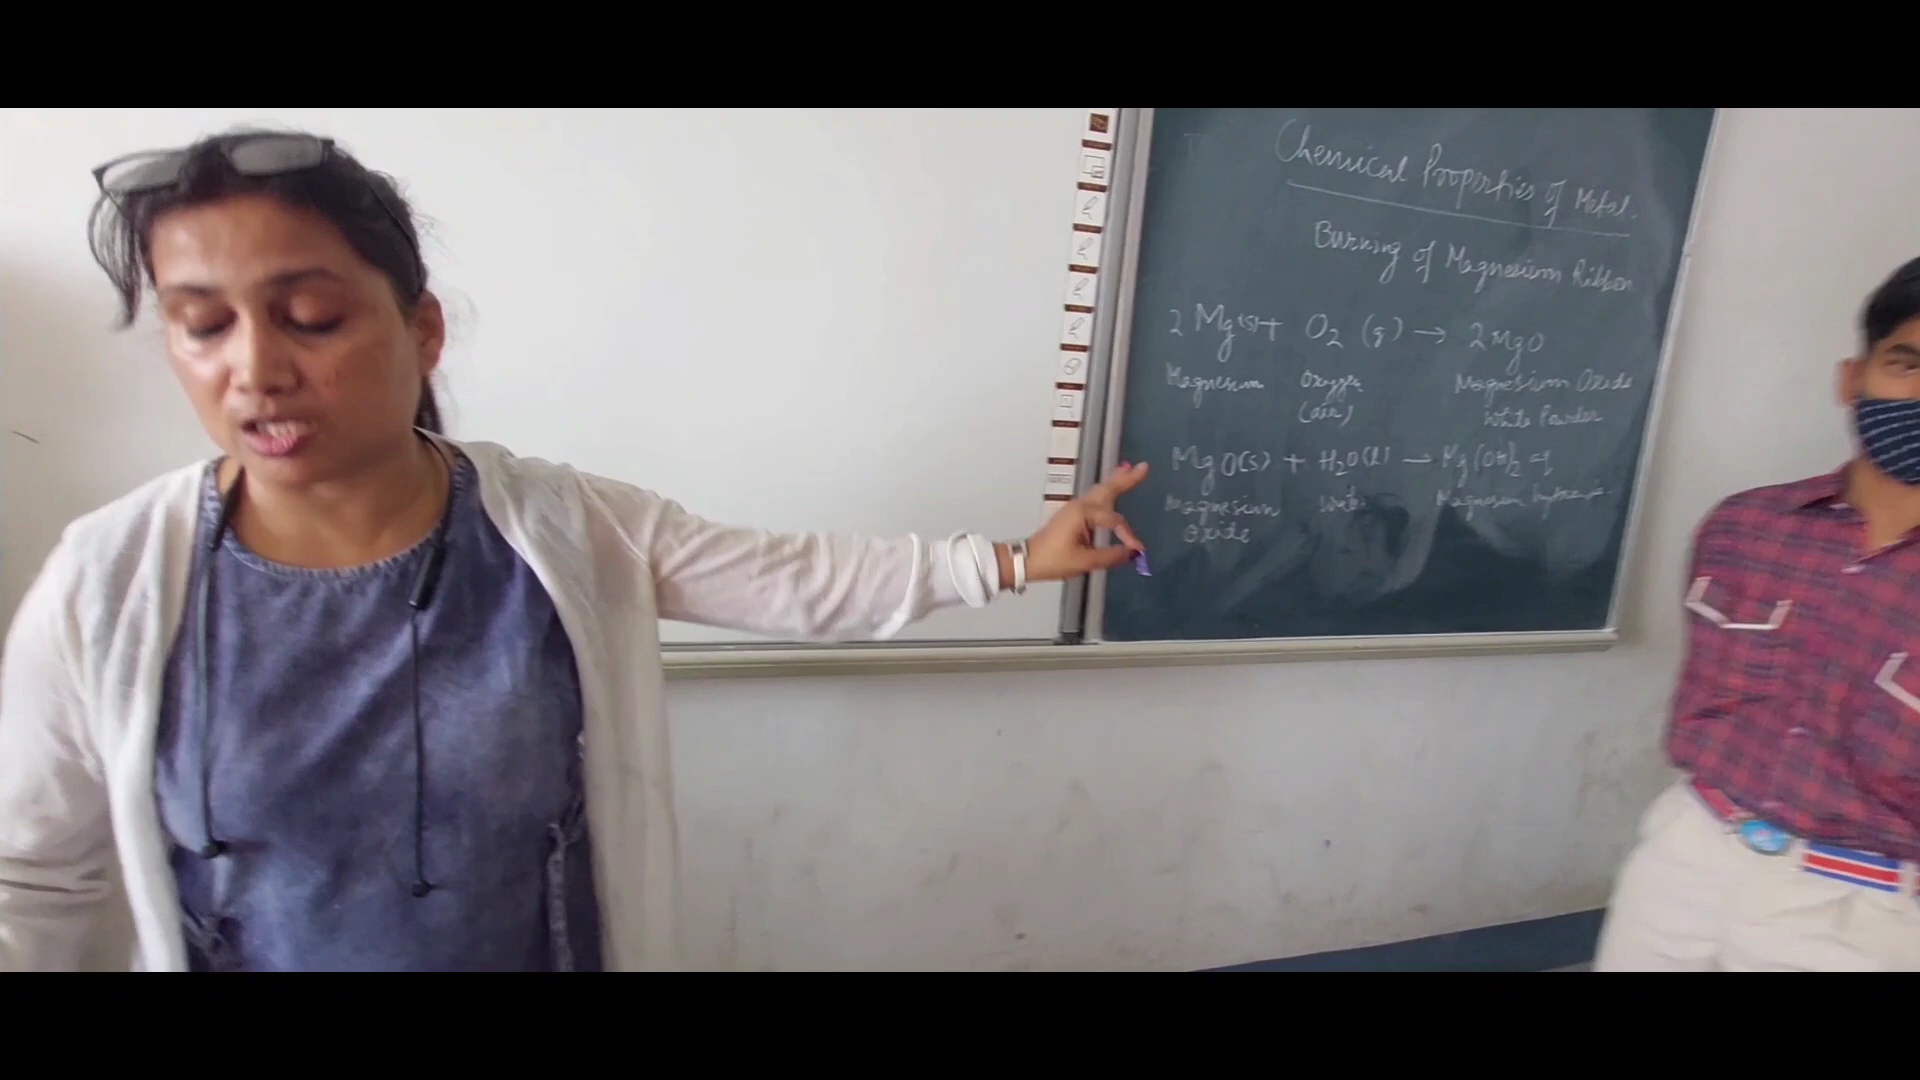 Chemical Properties of Metal.
Burning of Magnesium Ribbon
2 Mg(s) + O2 (g) → 2 MgO
Magnesium Oxygen Magnesium Oxide
(air) White Powder
MgO(s) + H2O(l) → Mg(OH)2 aq
Magnesium Magnesium
Oxide